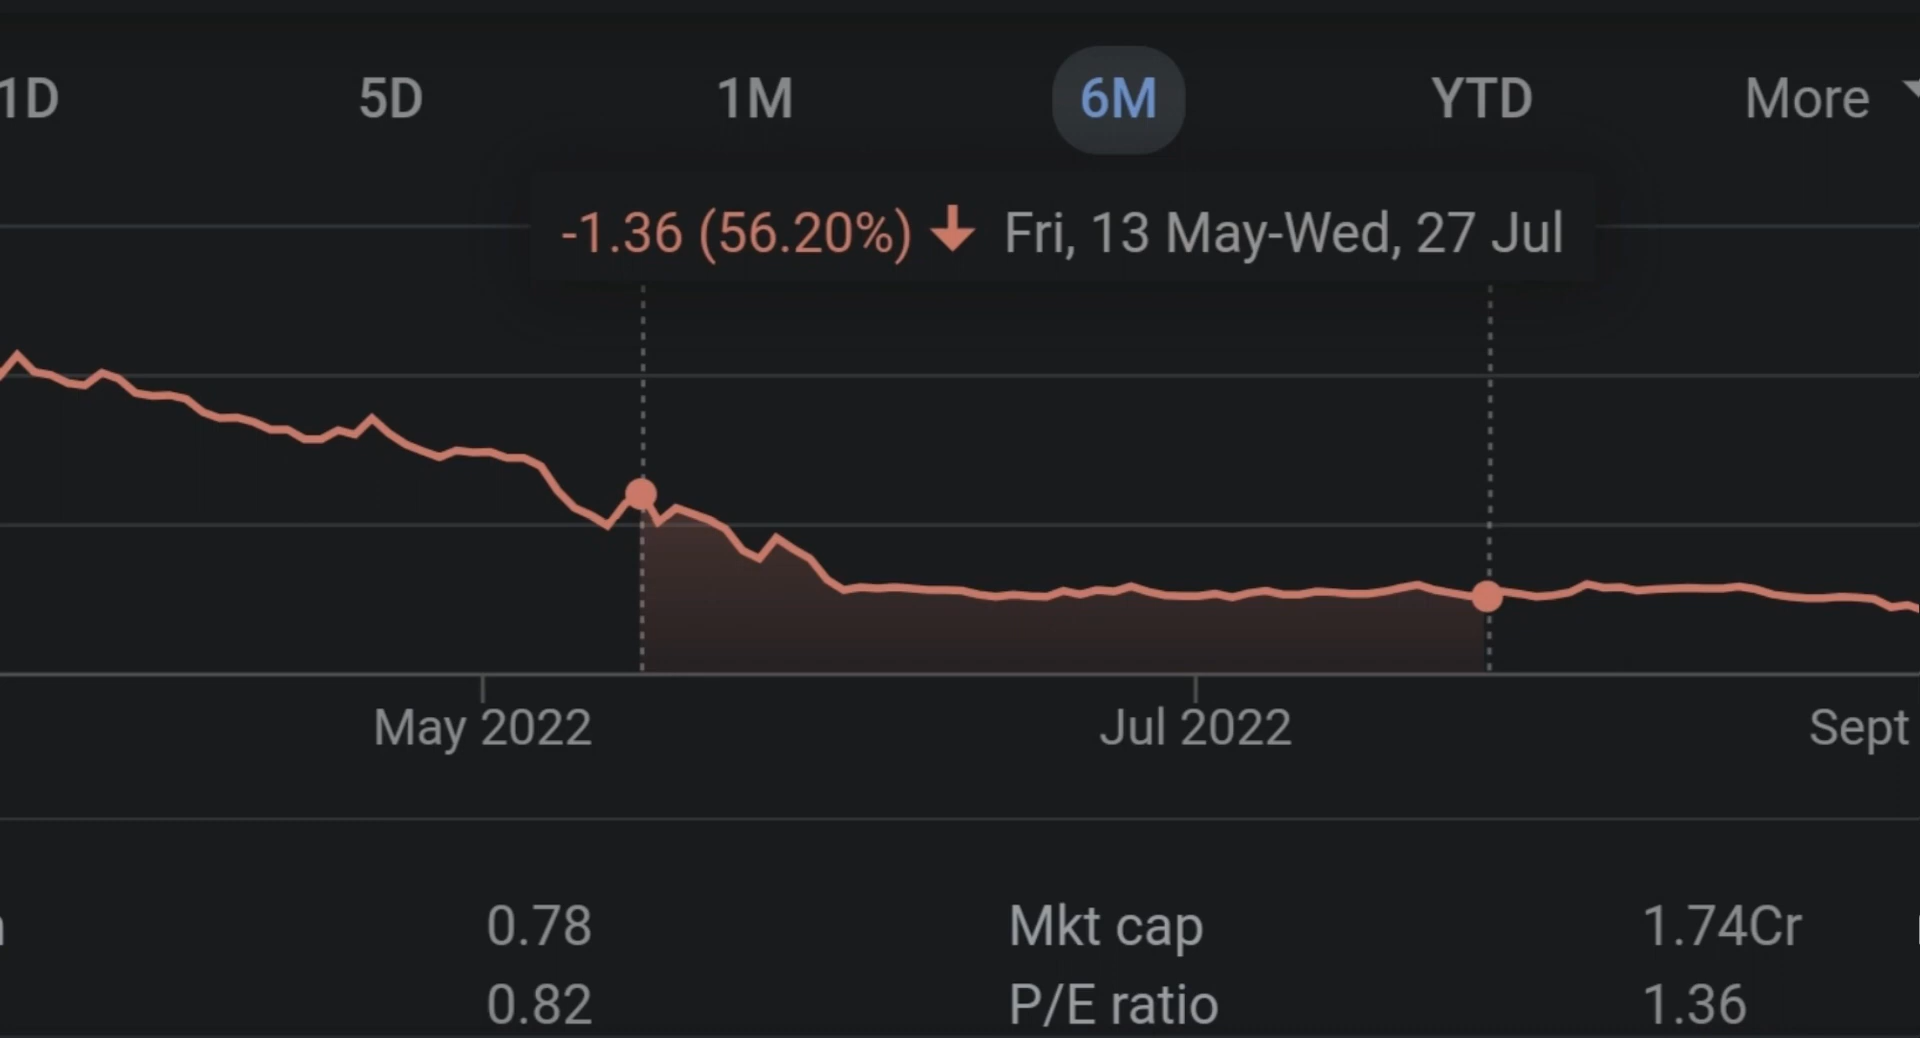 1D 5D 1M 6M YTD More
-1.36 (56.20%) Fri, 13 May-Wed, 27 Jul
May 2022 Jul 2022 Sept
0.78 Mkt cap 1.74Cr
0.82 P/E ratio 1.36